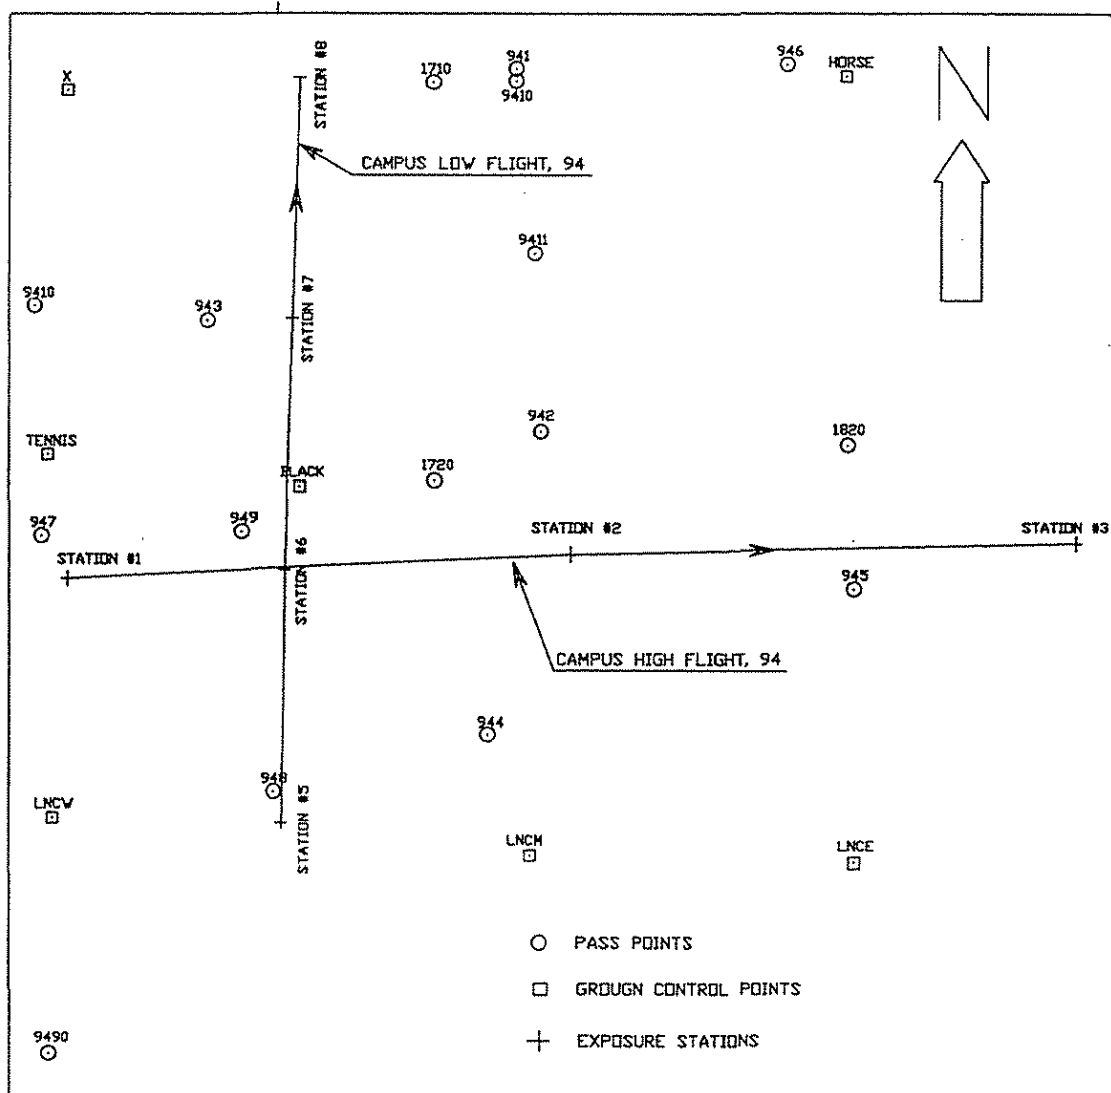 941
946
STATION #8
X
1710
HORSE
9410
N
CAMPUS LOW FLIGHT, 94
9411
9410
943
STATION #7
942
1820
TENNIS
1720
BLACK
947
949
STATION #2
STATION #3
STATION #1
STATION #6
945
CAMPUS HIGH FLIGHT, 94
944
948
STATION #5
LNCW
LNCM
LNCE
PASS POINTS
GROUGN CONTROL POINTS
EXPOSURE STATIONS
9490